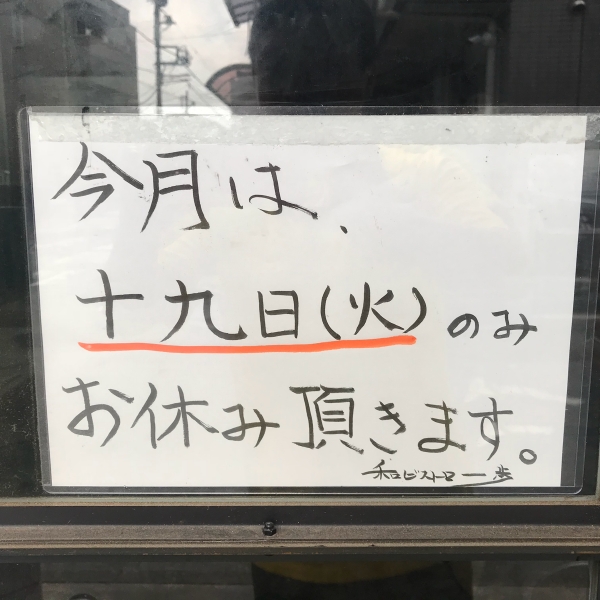 今月は、
十九日(火)のみ
お休み頂きます。
和ビストロ 一歩